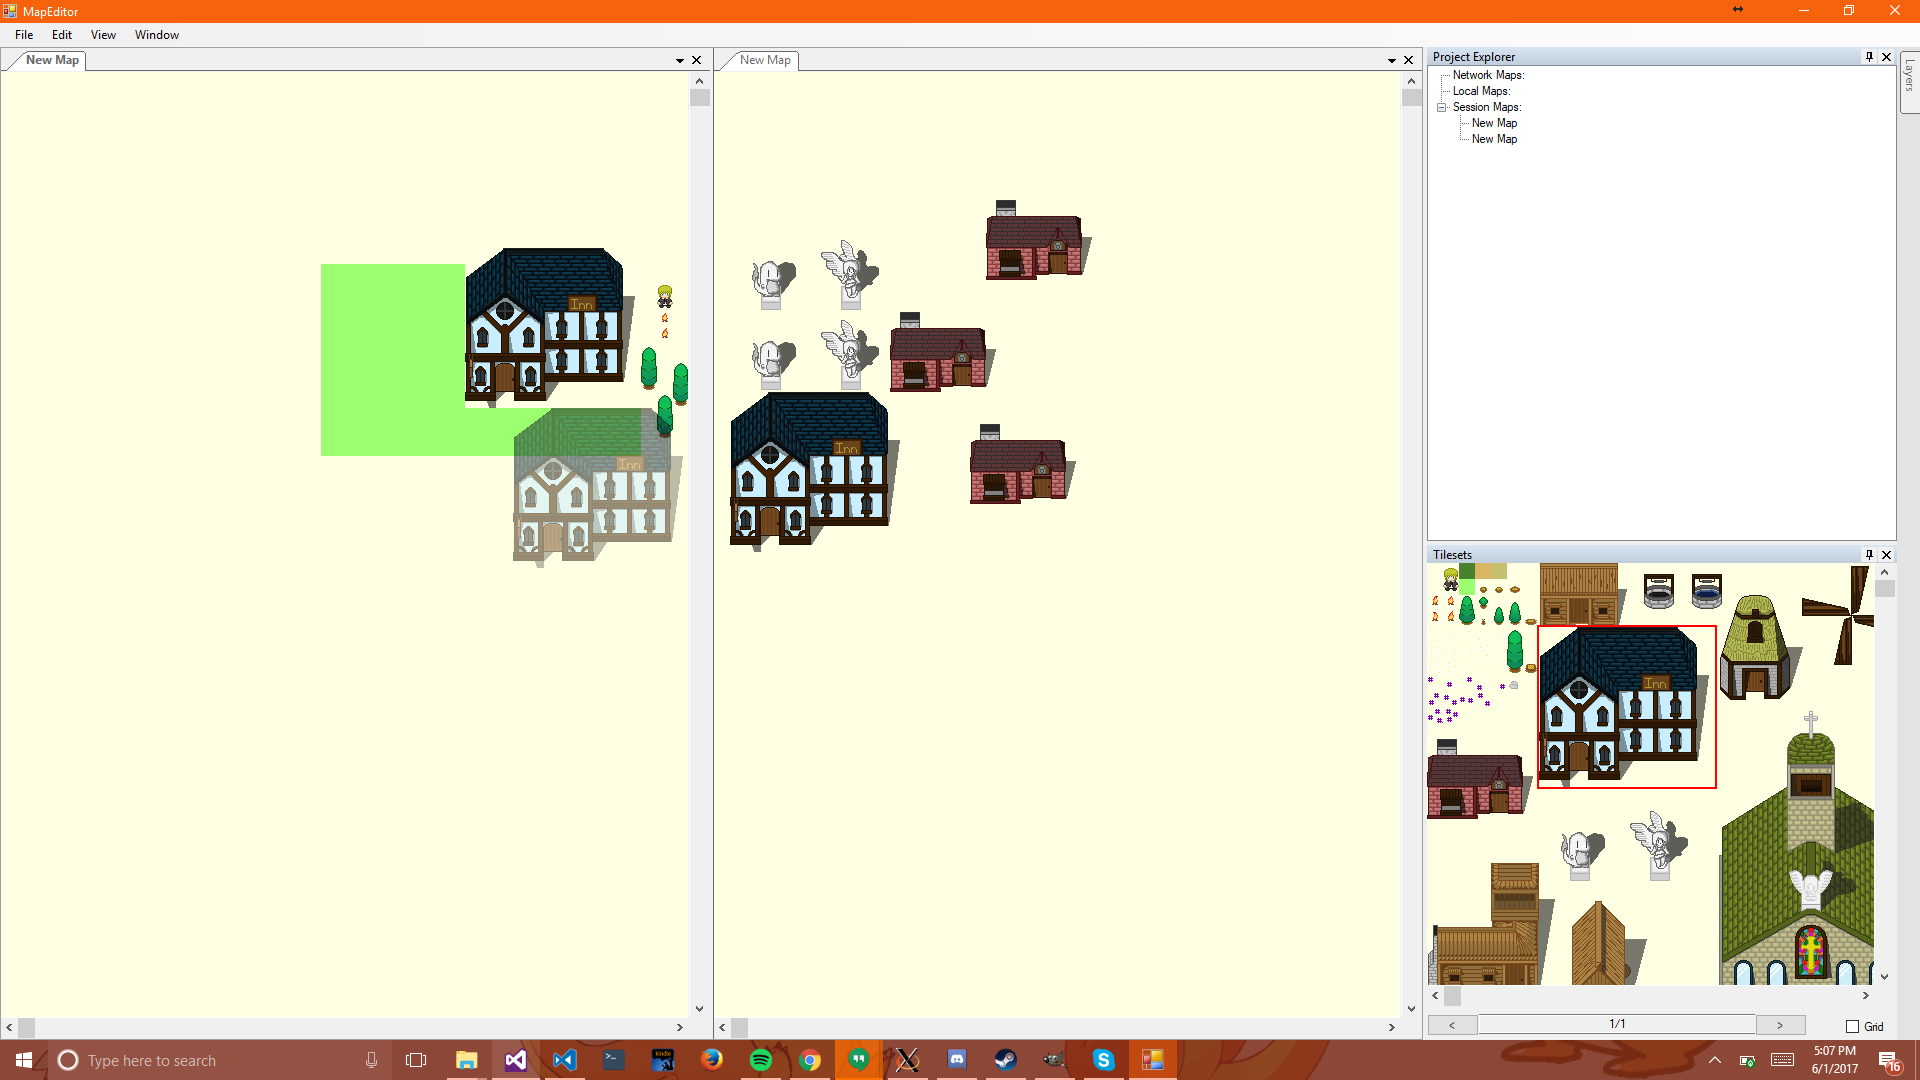 MapEditor
File Edit View Window
New Map
New Map
Project Explorer
Network Maps:
Local Maps:
Session Maps:
New Map
New Map
Layers
Inn
Inn
Inn
Tilesets
Inn
< 1/1 > Grid
Type here to search
kindle
5:07 PM
6/1/2017
16